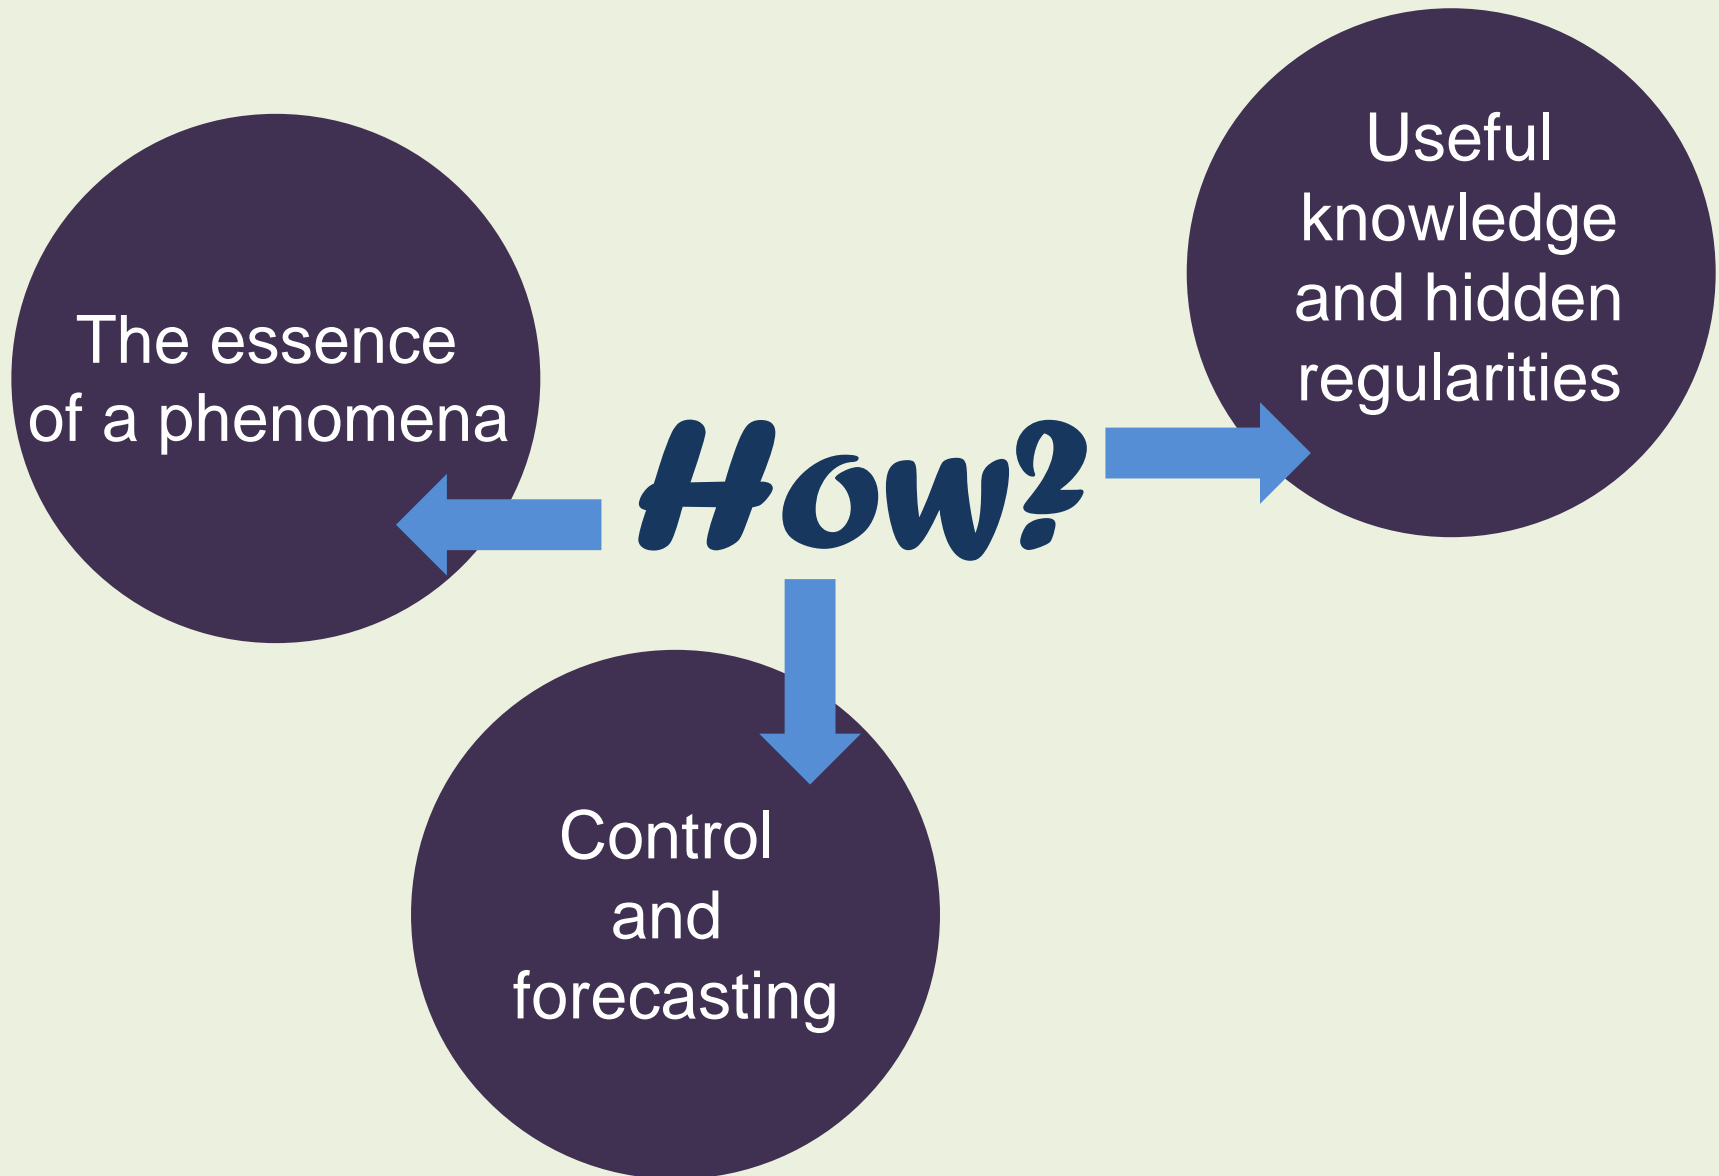 The essence
of a phenomena
How?
Useful
knowledge
and hidden
regularities
Control
and
forecasting